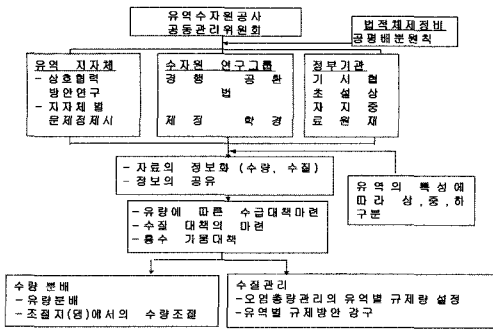 유역수자원공사
공동관리위원회
법적체제정비
공평배분원칙
유역 지자체
- 상호협력
방안연구
- 지자체별
문제점제시
수자원 연구그룹
경 행 공 환
법
제 정 학 경
정부기관
기 시 협
초 설 상
자 지 중
료 원 재
- 자료의 정보화 (수량, 수질)
- 정보의 공유
유역의 특성에
따라 상,중,하
구분
- 유량에 따른 수급대책마련
- 수질 대책의 마련
- 홍수 가뭄대책
수량 분배
- 유량분배
- 조절지(댐)에서의 수량조절
수질관리
- 오염총량관리의 유역별 규제량 설정
- 유역별 규제방안 강구